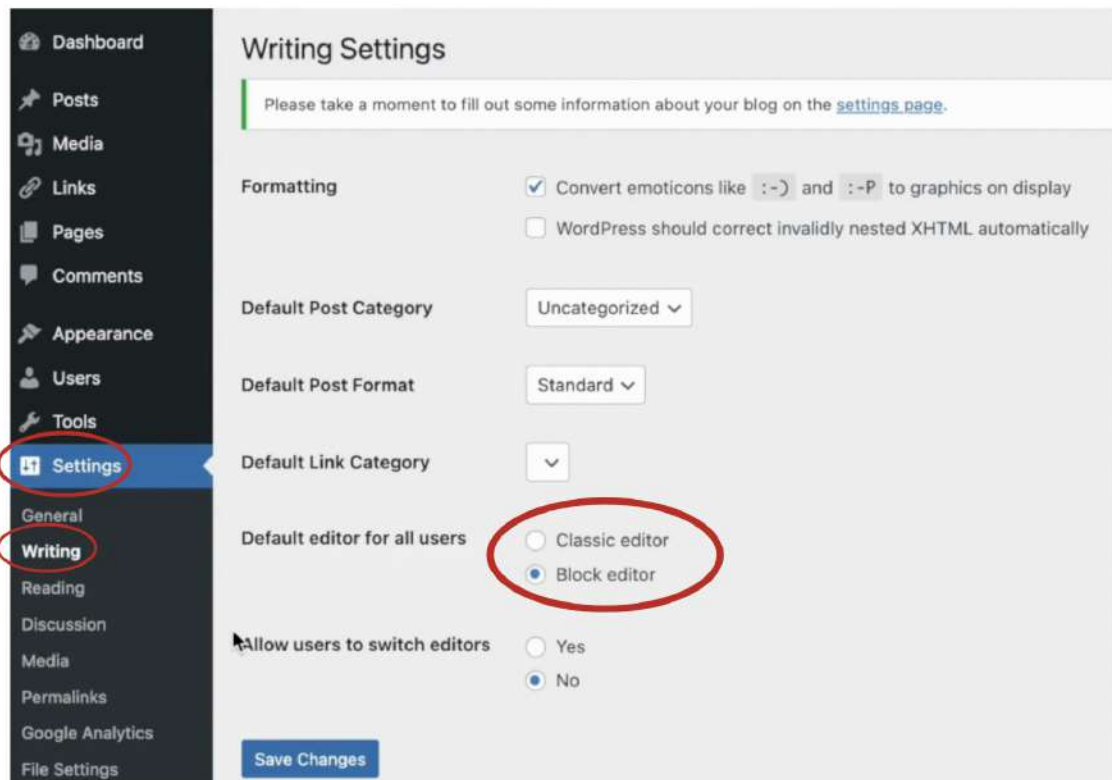 Dashboard
Posts
Media
Links
Pages
Comments
Appearance
Users
Tools
Settings
General
Writing
Reading
Discussion
Media
Permalinks
Google Analytics
File Settings
Writing Settings
Please take a moment to fill out some information about your blog on the settings page.
Formatting
Convert emoticons like :-) and :-P to graphics on display
WordPress should correct invalidly nested XHTML automatically
Default Post Category
Uncategorized
Default Post Format
Standard
Default Link Category
Default editor for all users
Classic editor
Block editor
Allow users to switch editors
Yes
No
Save Changes